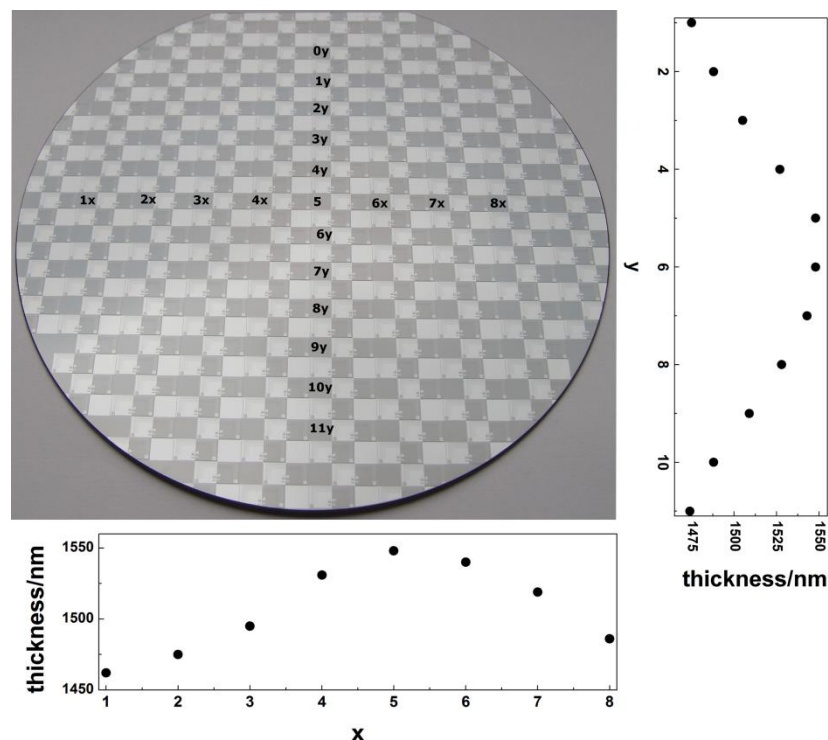 0y
1y
2y
3y
4y
1x 2x 3x 4x 5 6x 7x 8x
6y
7y
8y
9y
10y
11y
2
4
6
8
10
y
1475 1500 1525 1550
thickness/nm
1550
1500
1450
thickness/nm
1 2 3 4 5 6 7 8
x